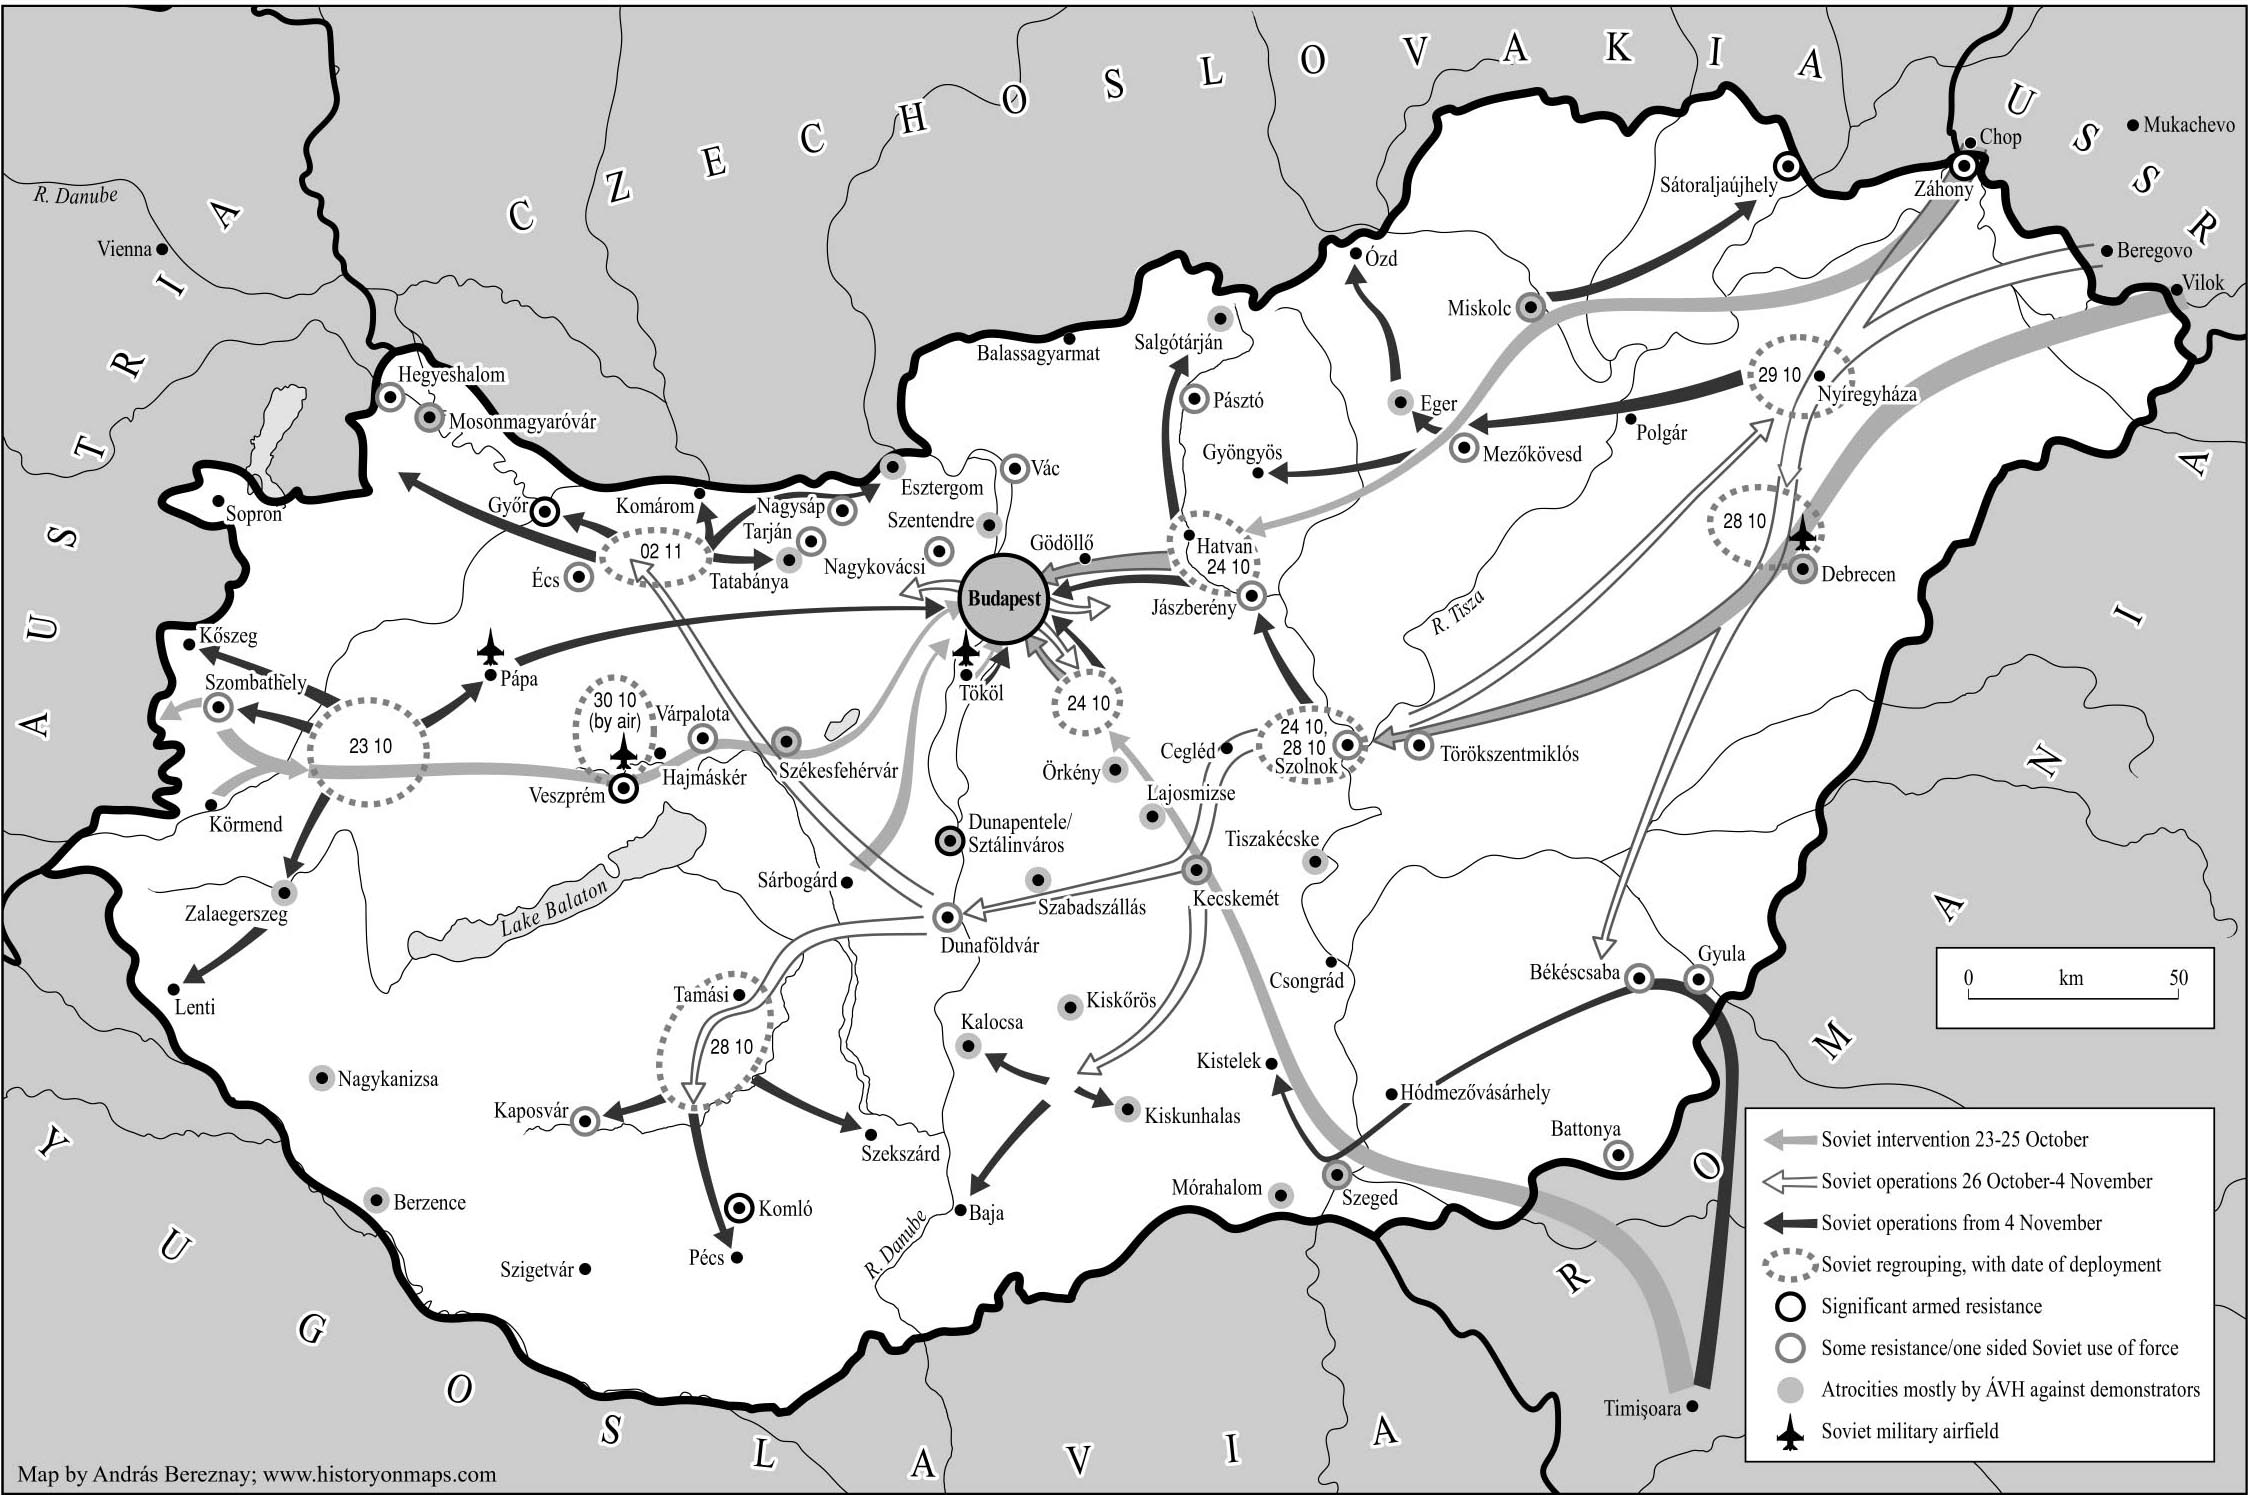 CZECHOSLOVAKIA
USSR
AUSTRIA
YUGOSLAVIA
ROMANIA
R. Danube
Vienna
Chop
Mukachevo
Záhony
Sátoraljaújhely
Beregovo
Vilok
Ózd
Miskolc
Salgótárján
Balassagyarmat
Hegyeshalom
Mosonmagyaróvár
Pásztó
Eger
29 10
Nyíregyháza
Polgár
Mezőkövesd
Gyöngyös
Vác
Esztergom
Sopron
Győr
Komárom
Nagysáp
Tarján
Szentendre
28 10
02 11
Gödöllő
Hatvan
24 10
Écs
Tatabánya
Nagykovácsi
Debrecen
Budapest
Jászberény
R. Tisza
Kőszeg
Pápa
Szombathely
Tököl
30 10
(by air)
Várpalota
24 10
23 10
24 10,
28 10
Szolnok
Cegléd
Törökszentmiklós
Hajmáskér
Székesfehérvár
Örkény
Veszprém
Lajosmizse
Körmend
Dunapentele/
Sztálinváros
Tiszakécske
Sárbogárd
Lake Balaton
Zalaegerszeg
Szabadszállás
Kecskemét
Dunaföldvár
Gyula
Békéscsaba
Csongrád
0 km 50
Lenti
Tamási
Kiskőrös
Kalocsa
28 10
Kistelek
Nagykanizsa
Hódmezővásárhely
Kaposvár
Kiskunhalas
Szekszárd
Battonya
Mórahalom
Szeged
Berzence
Komló
Baja
R. Danube
Pécs
Szigetvár
Timişoara
Soviet intervention 23-25 October
Soviet operations 26 October-4 November
Soviet operations from 4 November
Soviet regrouping, with date of deployment
Significant armed resistance
Some resistance/one sided Soviet use of force
Atrocities mostly by ÁVH against demonstrators
Soviet military airfield
Map by András Bereznay; www.historyonmaps.com